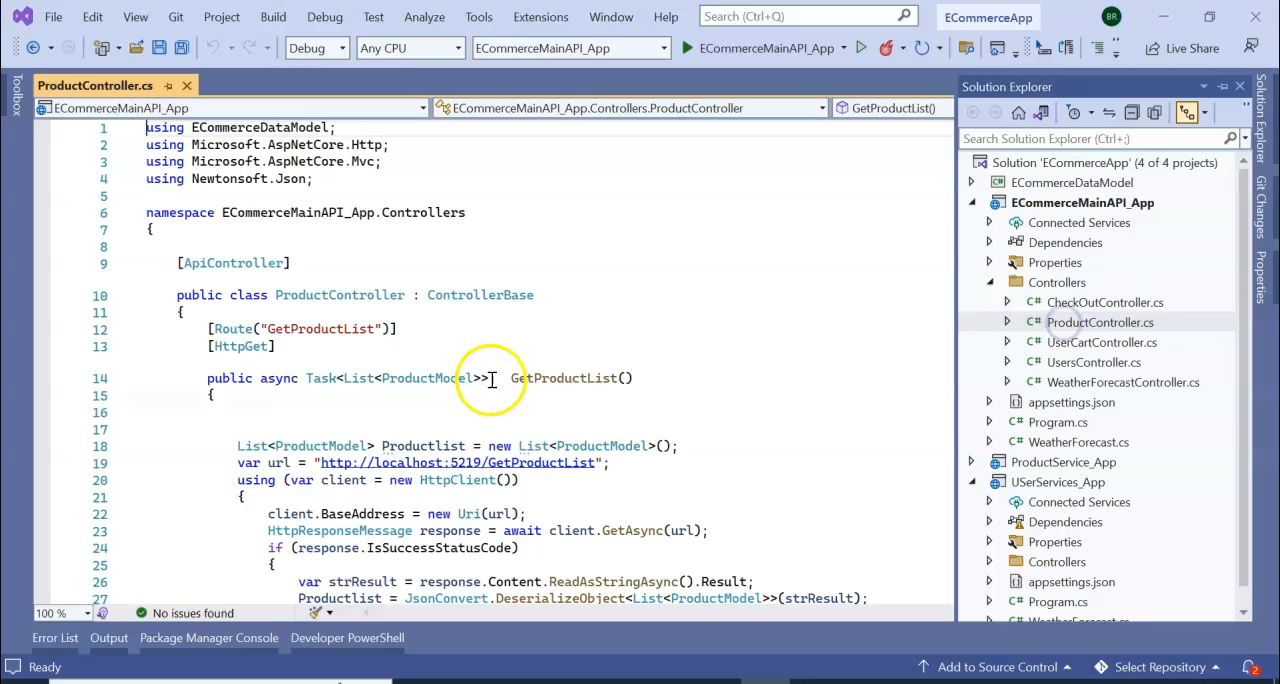 File Edit View Git Project Build Debug Test Analyze Tools Extensions Window Help Search (Ctrl+Q) ECommerceApp BR
Debug Any CPU ECommerceMainAPI_App ECommerceMainAPI_App Live Share
Toolbox
ProductController.cs
ECommerceMainAPI_App ECommerceMainAPI_App.Controllers.ProductController GetProductList()
1 using ECommerceDataModel;
2 using Microsoft.AspNetCore.Http;
3 using Microsoft.AspNetCore.Mvc;
4 using Newtonsoft.Json;
5
6 namespace ECommerceMainAPI_App.Controllers
7 {
8
9 [ApiController]
10 public class ProductController : ControllerBase
11 {
12 [Route("GetProductList")]
13 [HttpGet]
14 public async Task<List<ProductModel>> GetProductList()
15 {
16
17
18 List<ProductModel> Productlist = new List<ProductModel>();
19 var url = "http://localhost:5219/GetProductList";
20 using (var client = new HttpClient())
21 {
22 client.BaseAddress = new Uri(url);
23 HttpResponseMessage response = await client.GetAsync(url);
24 if (response.IsSuccessStatusCode)
25 {
26 var strResult = response.Content.ReadAsStringAsync().Result;
27 Productlist = JsonConvert.DeserializeObject<List<ProductModel>>(strResult);
100 % No issues found
Solution Explorer
Search Solution Explorer (Ctrl+;)
Solution 'ECommerceApp' (4 of 4 projects)
ECommerceDataModel
ECommerceMainAPI_App
Connected Services
Dependencies
Properties
Controllers
C# CheckOutController.cs
C# ProductController.cs
C# UserCartController.cs
C# UsersController.cs
C# WeatherForecastController.cs
appsettings.json
C# Program.cs
C# WeatherForecast.cs
ProductService_App
USerServices_App
Connected Services
Dependencies
Properties
Controllers
appsettings.json
C# Program.cs
C# WeatherForecast.cs
Solution Explorer
Git Changes
Properties
Error List Output Package Manager Console Developer PowerShell
Ready Add to Source Control Select Repository 2